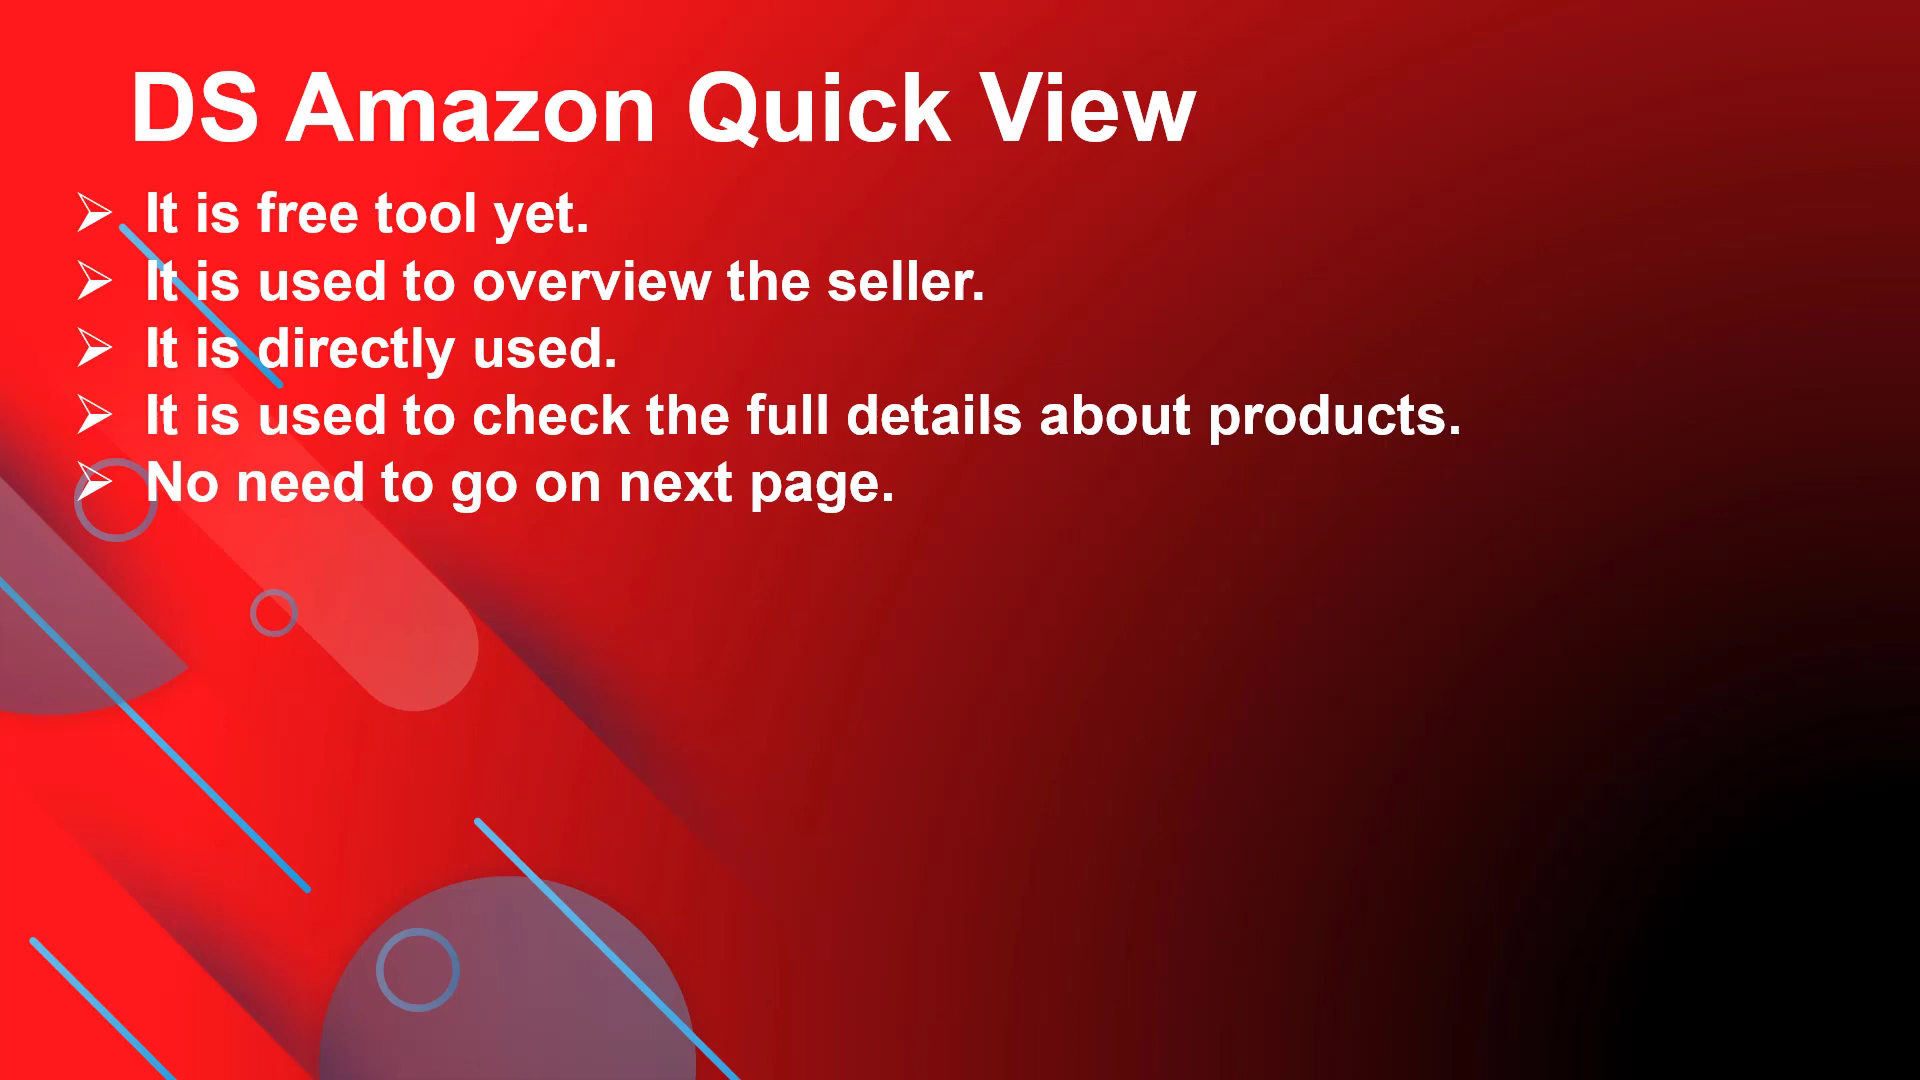 DS Amazon Quick View
➢ It is free tool yet.
➢ It is used to overview the seller.
➢ It is directly used.
➢ It is used to check the full details about products.
➢ No need to go on next page.